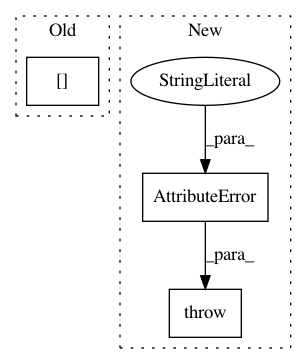 Old
New
[]
StringLiteral
_para_
AttributeError
_para_
throw